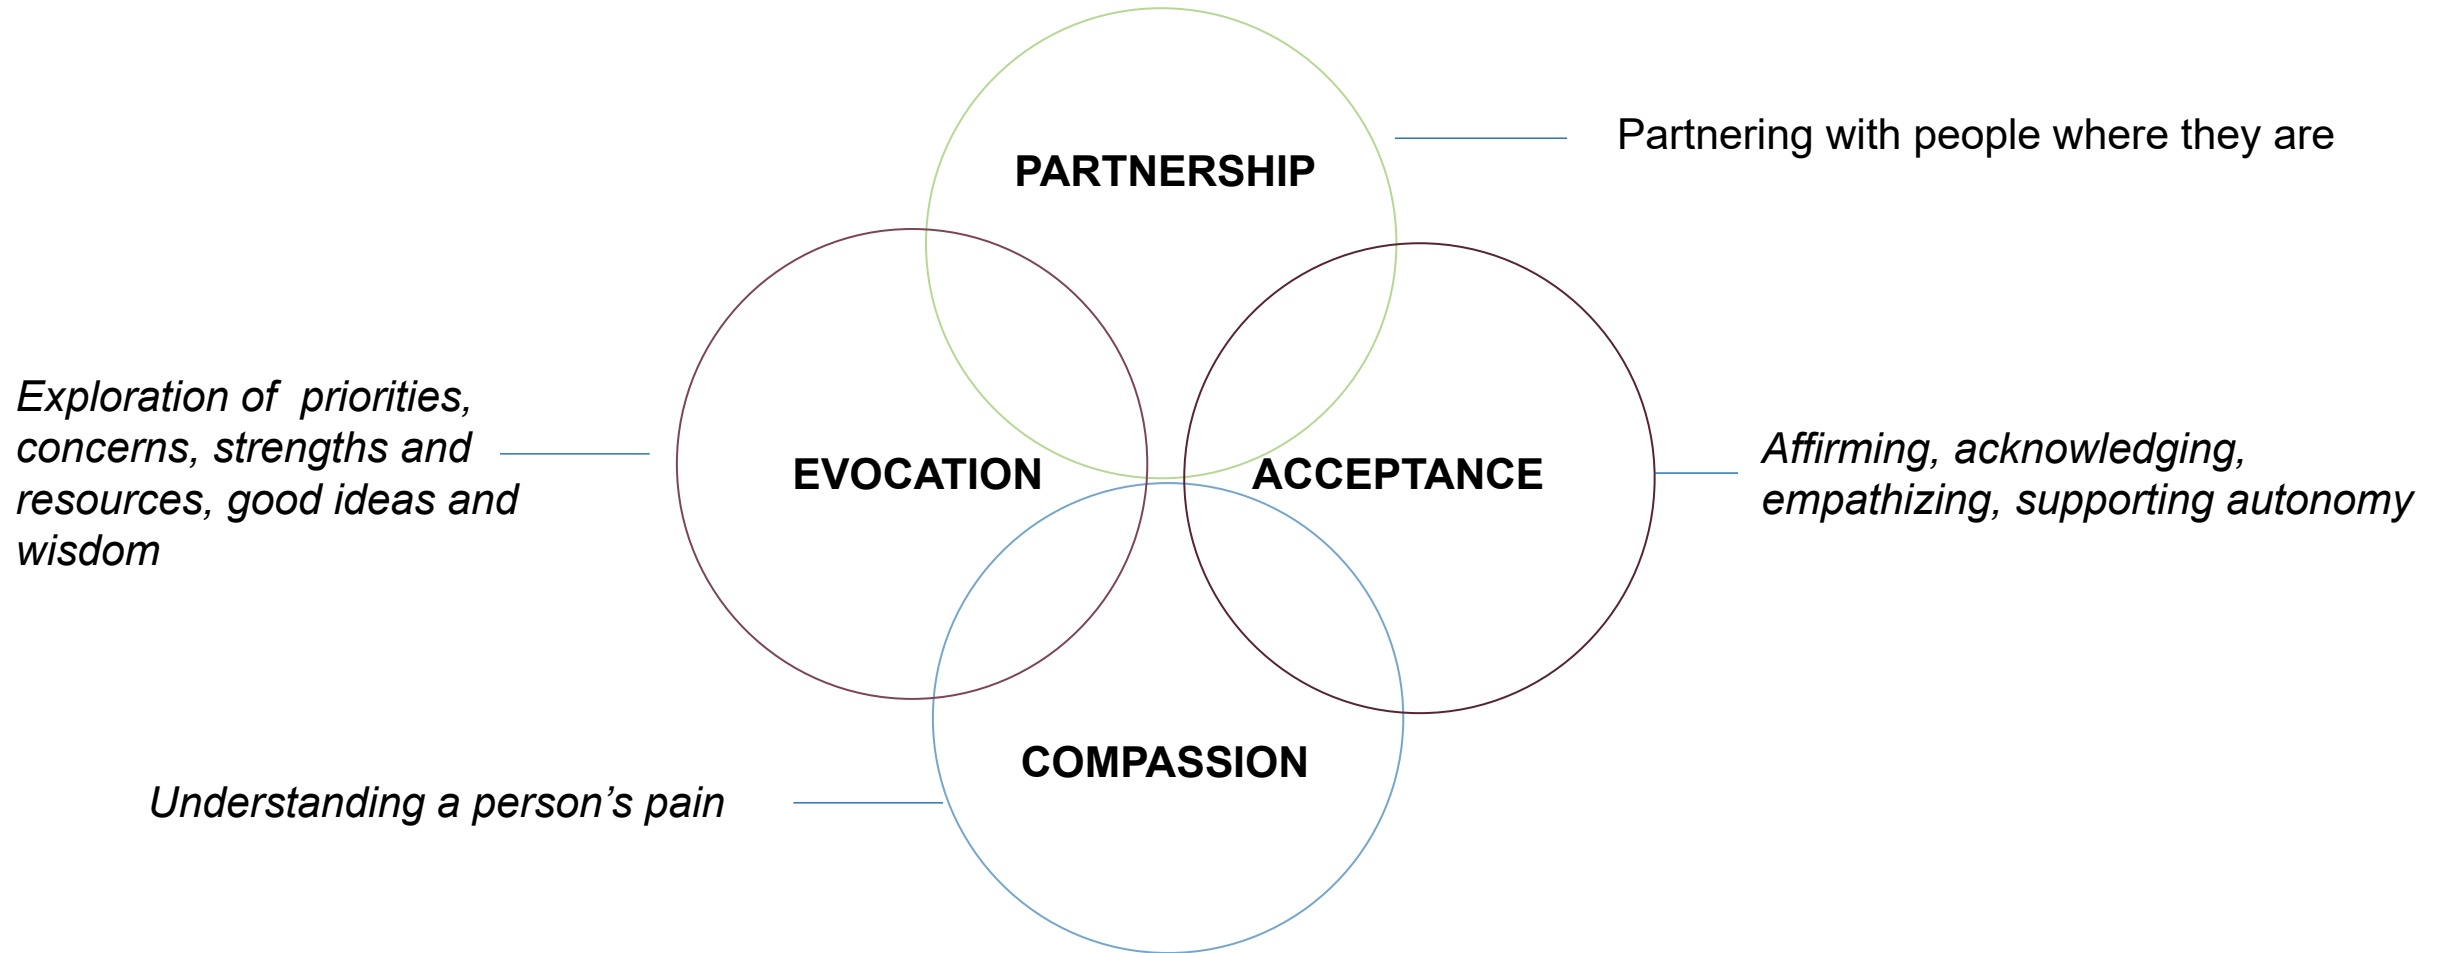 PARTNERSHIP
Partnering with people where they are
Exploration of  priorities,
concerns, strengths and
resources, good ideas and
wisdom
EVOCATION
ACCEPTANCE
Affirming, acknowledging,
empathizing, supporting autonomy
COMPASSION
Understanding a person’s pain